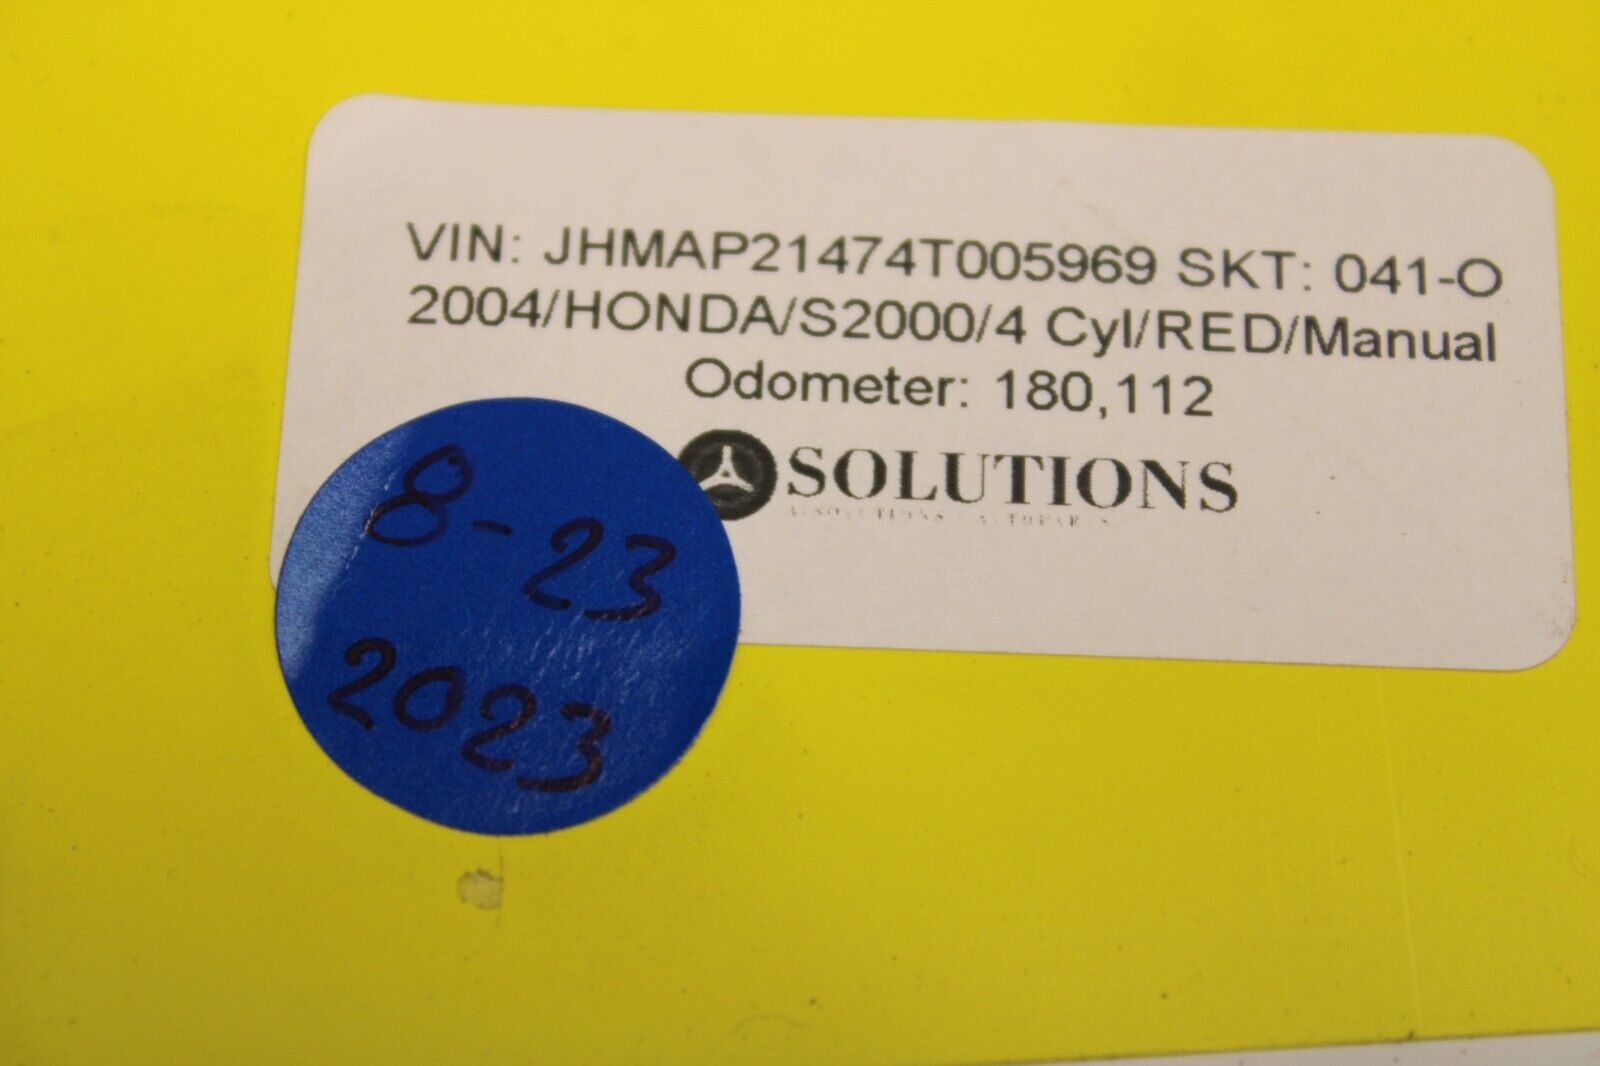 VIN: JHMAP21474T005969 SKT: 041-O
2004/HONDA/S2000/4 Cyl/RED/Manual
Odometer: 180,112
SOLUTIONS
8-23
2023